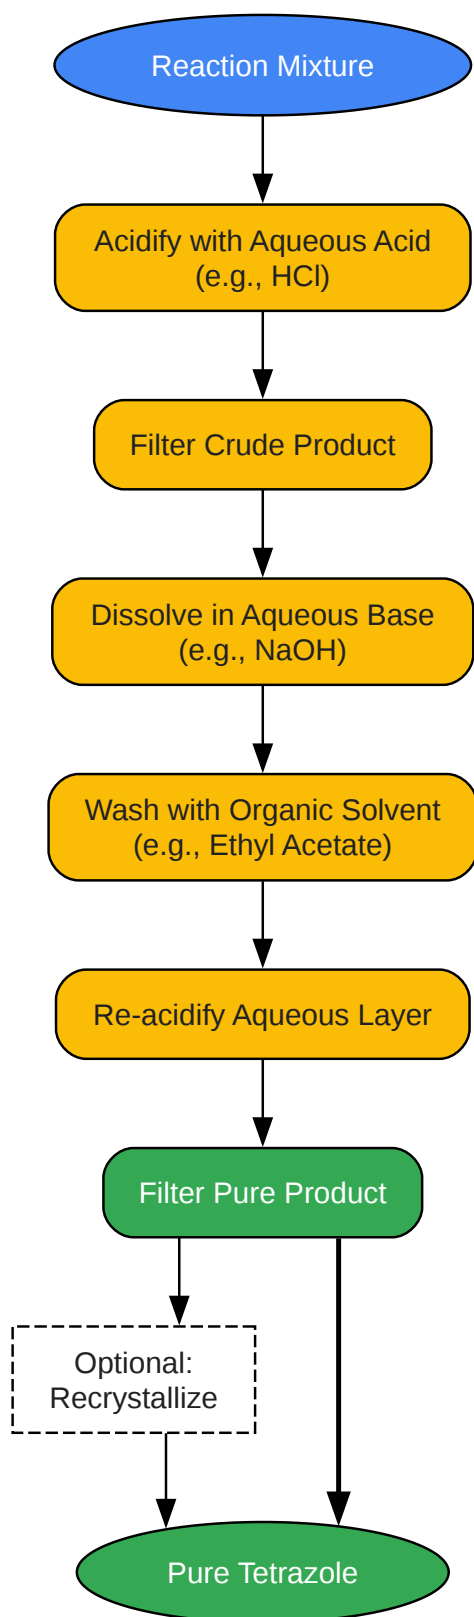 Reaction Mixture
Acidify with Aqueous Acid
(e.g., HCl)
Filter Crude Product
Dissolve in Aqueous Base
(e.g., NaOH)
Wash with Organic Solvent
(e.g., Ethyl Acetate)
Re-acidify Aqueous Layer
Filter Pure Product
Optional:
Recrystallize
Pure Tetrazole